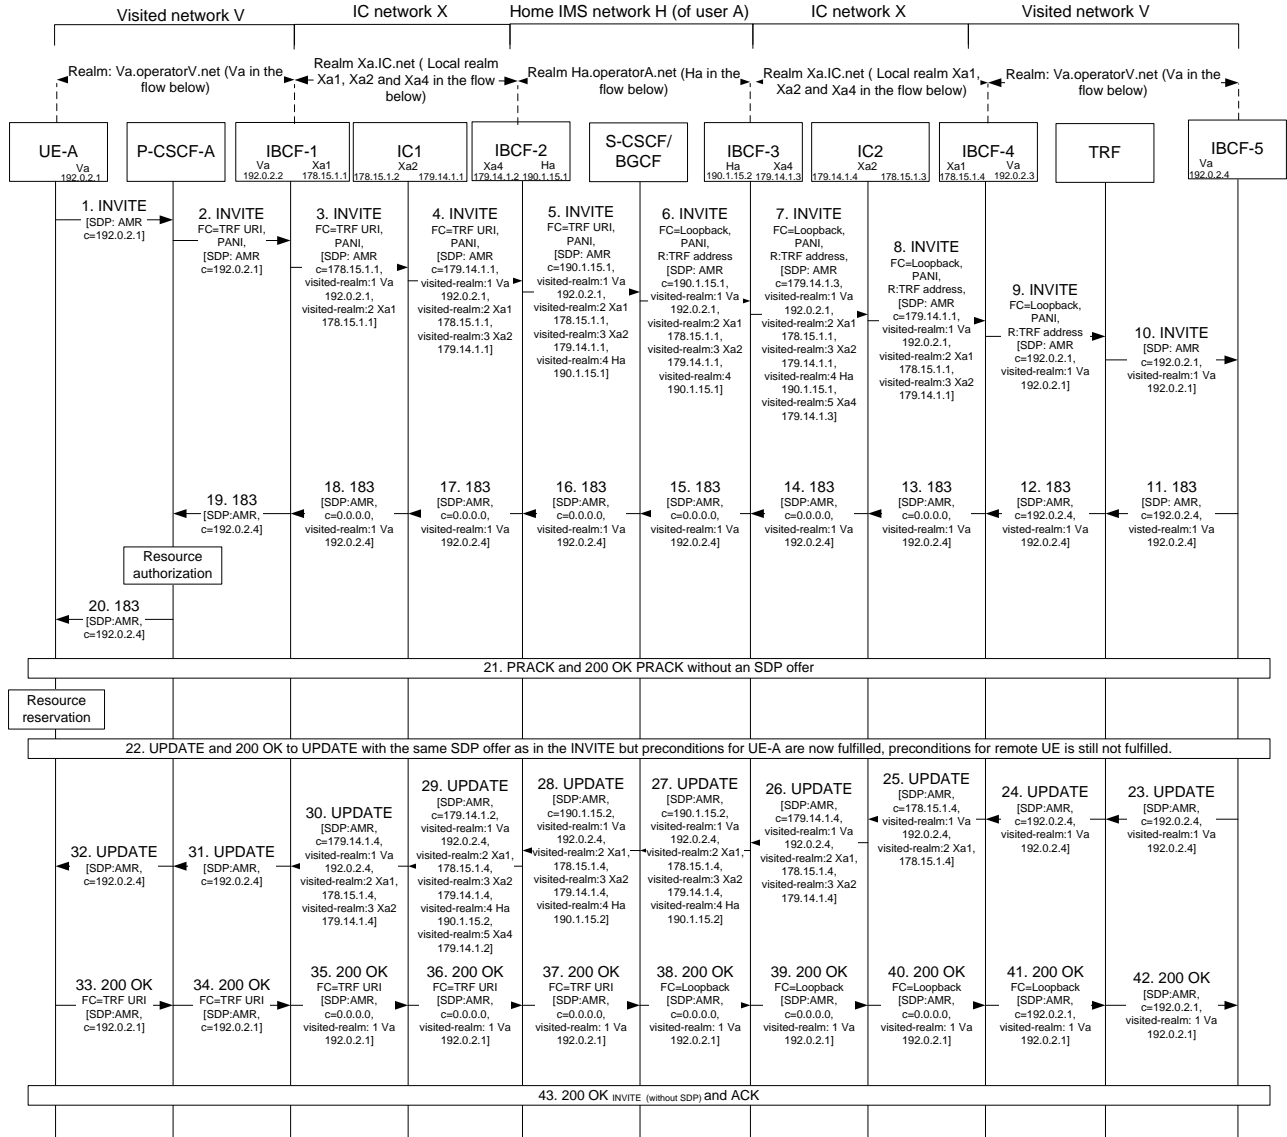 Visited network V
IC network X
Home IMS network H (of user A)
IC network X
Visited network V
Realm: Va.operatorV.net (Va in the
flow below)
Realm Xa.IC.net ( Local realm
Xa1, Xa2 and Xa4 in the flow
below)
Realm Ha.operatorA.net (Ha in the
flow below)
Realm Xa.IC.net ( Local realm Xa1,
Xa2 and Xa4 in the flow below)
Realm: Va.operatorV.net (Va in the
flow below)
UE-A
Va
192.0.2.1
P-CSCF-A
IBCF-1
Va
192.0.2.2
Xa1
178.15.1.1
IC1
Xa2
178.15.1.2
179.14.1.1
IBCF-2
Xa4
179.14.1.2
Ha
190.1.15.1
S-CSCF/
BGCF
IBCF-3
Ha
190.1.15.2
Xa4
179.14.1.3
IC2
Xa2
179.14.1.4
178.15.1.3
IBCF-4
Xa1
178.15.1.4
Va
192.0.2.3
TRF
IBCF-5
Va
192.0.2.4
1. INVITE
[SDP: AMR
c=192.0.2.1]
2. INVITE
FC=TRF URI,
PANI,
[SDP: AMR
c=192.0.2.1]
3. INVITE
FC=TRF URI,
PANI,
[SDP: AMR
c=178.15.1.1,
visited-realm:1 Va
192.0.2.1,
visited-realm:2 Xa1
178.15.1.1]
4. INVITE
FC=TRF URI,
PANI,
[SDP: AMR
c=179.14.1.1,
visited-realm:1 Va
192.0.2.1,
visited-realm:2 Xa1
178.15.1.1,
visited-realm:3 Xa2
179.14.1.1]
5. INVITE
FC=TRF URI,
PANI,
[SDP: AMR
c=190.1.15.1,
visited-realm:1 Va
192.0.2.1,
visited-realm:2 Xa1
178.15.1.1,
visited-realm:3 Xa2
179.14.1.1,
visited-realm:4 Ha
190.1.15.1]
6. INVITE
FC=Loopback,
PANI,
R:TRF address
[SDP: AMR
c=190.1.15.1,
visited-realm:1 Va
192.0.2.1,
visited-realm:2 Xa1
178.15.1.1,
visited-realm:3 Xa2
179.14.1.1,
visited-realm:4
190.1.15.1]
7. INVITE
FC=Loopback,
PANI,
R:TRF address,
[SDP: AMR
c=179.14.1.3,
visited-realm:1 Va
192.0.2.1,
visited-realm:2 Xa1
178.15.1.1,
visited-realm:3 Xa2
179.14.1.1,
visited-realm:4 Ha
190.1.15.1,
visited-realm:5 Xa4
179.14.1.3]
8. INVITE
FC=Loopback,
PANI,
R:TRF address,
[SDP: AMR
c=179.14.1.1,
visited-realm:1 Va
192.0.2.1,
visited-realm:2 Xa1
178.15.1.1,
visited-realm:3 Xa2
179.14.1.1]
9. INVITE
FC=Loopback,
PANI,
R:TRF address
[SDP: AMR
c=192.0.2.1,
visited-realm:1 Va
192.0.2.1]
10. INVITE
[SDP: AMR
c=192.0.2.1,
visited-realm:1 Va
192.0.2.1]
19. 183
[SDP:AMR,
c=192.0.2.4]
18. 183
[SDP:AMR,
c=0.0.0.0,
visited-realm:1 Va
192.0.2.4]
17. 183
[SDP:AMR,
c=0.0.0.0,
visited-realm:1 Va
192.0.2.4]
16. 183
[SDP:AMR,
c=0.0.0.0,
visited-realm:1 Va
192.0.2.4]
15. 183
[SDP:AMR,
c=0.0.0.0,
visited-realm:1 Va
192.0.2.4]
14. 183
[SDP:AMR,
c=0.0.0.0,
visited-realm:1 Va
192.0.2.4]
13. 183
[SDP:AMR,
c=0.0.0.0,
visited-realm:1 Va
192.0.2.4]
12. 183
[SDP:AMR,
c=192.0.2.4,
visted-realm:1 Va
192.0.2.4]
11. 183
[SDP:AMR,
c=192.0.2.4,
visted-realm:1 Va
192.0.2.4]
Resource
authorization
20. 183
[SDP:AMR,
c=192.0.2.4]
21. PRACK and 200 OK PRACK without an SDP offer
Resource
reservation
22. UPDATE and 200 OK to UPDATE with the same SDP offer as in the INVITE but preconditions for UE-A are now fulfilled, preconditions for remote UE is still not fulfilled.
32. UPDATE
[SDP:AMR,
c=192.0.2.4]
31. UPDATE
[SDP:AMR,
c=192.0.2.4]
30. UPDATE
[SDP:AMR,
c=179.14.1.4,
visited-realm:1 Va
192.0.2.4,
visited-realm:2 Xa1,
178.15.1.4,
visited-realm:3 Xa2
179.14.1.4]
29. UPDATE
[SDP:AMR,
c=179.14.1.2,
visited-realm:1 Va
192.0.2.4,
visited-realm:2 Xa1,
178.15.1.4,
visited-realm:3 Xa2
179.14.1.4,
visited-realm:4 Ha
190.1.15.2,
visited-realm:5 Xa4
179.14.1.2]
28. UPDATE
[SDP:AMR,
c=190.1.15.2,
visited-realm:1 Va
192.0.2.4,
visited-realm:2 Xa1,
178.15.1.4,
visited-realm:3 Xa2
179.14.1.4,
visited-realm:4 Ha
190.1.15.2]
27. UPDATE
[SDP:AMR,
c=190.1.15.2,
visited-realm:1 Va
192.0.2.4,
visited-realm:2 Xa1,
178.15.1.4,
visited-realm:3 Xa2
179.14.1.4,
visited-realm:4 Ha
190.1.15.2]
26. UPDATE
[SDP:AMR,
c=179.14.1.4,
visited-realm:1 Va
192.0.2.4,
visited-realm:2 Xa1,
178.15.1.4,
visited-realm:3 Xa2
179.14.1.4]
25. UPDATE
[SDP:AMR,
c=178.15.1.4,
visited-realm:1 Va
192.0.2.4,
visited-realm:2 Xa1,
178.15.1.4]
24. UPDATE
[SDP:AMR,
c=192.0.2.4,
visited-realm:1 Va
192.0.2.4]
23. UPDATE
[SDP:AMR,
c=192.0.2.4,
visited-realm:1 Va
192.0.2.4]
33. 200 OK
FC=TRF URI
[SDP:AMR,
c=192.0.2.1]
34. 200 OK
FC=TRF URI
[SDP:AMR,
c=192.0.2.1]
35. 200 OK
FC=TRF URI
[SDP:AMR,
c=0.0.0.0,
visited-realm: 1 Va
192.0.2.1]
36. 200 OK
FC=TRF URI
[SDP:AMR,
c=0.0.0.0,
visited-realm: 1 Va
192.0.2.1]
37. 200 OK
FC=TRF URI
[SDP:AMR,
c=0.0.0.0,
visited-realm: 1 Va
192.0.2.1]
38. 200 OK
FC=Loopback
[SDP:AMR,
c=0.0.0.0,
visited-realm: 1 Va
192.0.2.1]
39. 200 OK
FC=Loopback
[SDP:AMR,
c=0.0.0.0,
visited-realm: 1 Va
192.0.2.1]
40. 200 OK
FC=Loopback
[SDP:AMR,
c=0.0.0.0,
visited-realm: 1 Va
192.0.2.1]
41. 200 OK
FC=Loopback
[SDP:AMR,
c=192.0.2.1,
visited-realm: 1 Va
192.0.2.1]
42. 200 OK
[SDP:AMR,
c=192.0.2.1,
visited-realm: 1 Va
192.0.2.1]
43. 200 OK INVITE (without SDP) and ACK